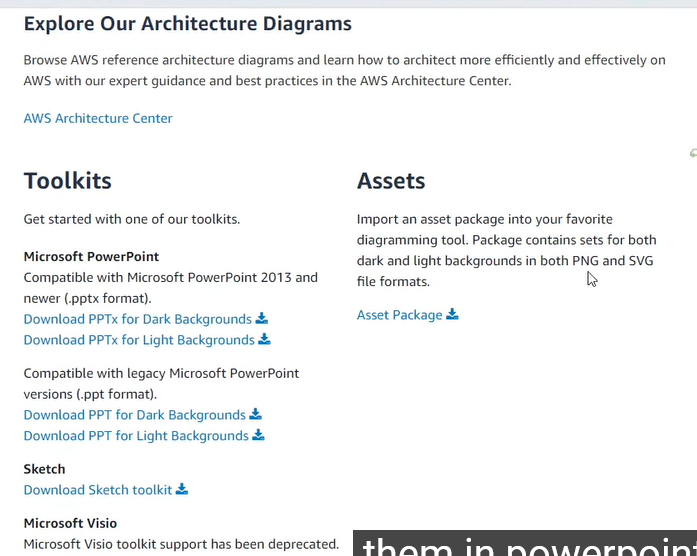 Explore Our Architecture Diagrams
Browse AWS reference architecture diagrams and learn how to architect more efficiently and effectively on
AWS with our expert guidance and best practices in the AWS Architecture Center.
AWS Architecture Center
Toolkits
Get started with one of our toolkits.
Microsoft PowerPoint
Compatible with Microsoft PowerPoint 2013 and
newer (.pptx format).
Download PPTx for Dark Backgrounds
Download PPTx for Light Backgrounds
Compatible with legacy Microsoft PowerPoint
versions (.ppt format).
Download PPT for Dark Backgrounds
Download PPT for Light Backgrounds
Sketch
Download Sketch toolkit
Microsoft Visio
Microsoft Visio toolkit support has been deprecated.
Assets
Import an asset package into your favorite
diagramming tool. Package contains sets for both
dark and light backgrounds in both PNG and SVG
file formats.
Asset Package
them in powerpoint